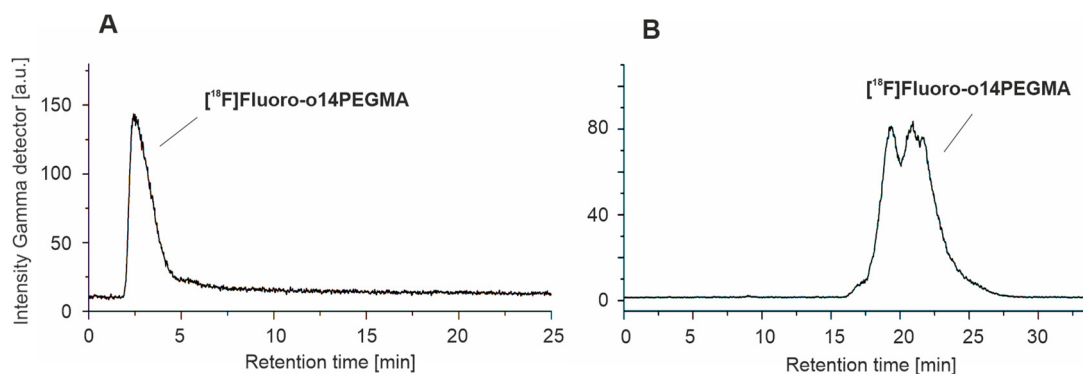 A
Intensity Gamma detector [a.u.]
150
100
50
0
[¹⁸F]Fluoro-o14PEGMA
0 5 10 15 20 25
Retention time [min]
B
80
40
0
[¹⁸F]Fluoro-o14PEGMA
0 5 10 15 20 25 30
Retention time [min]